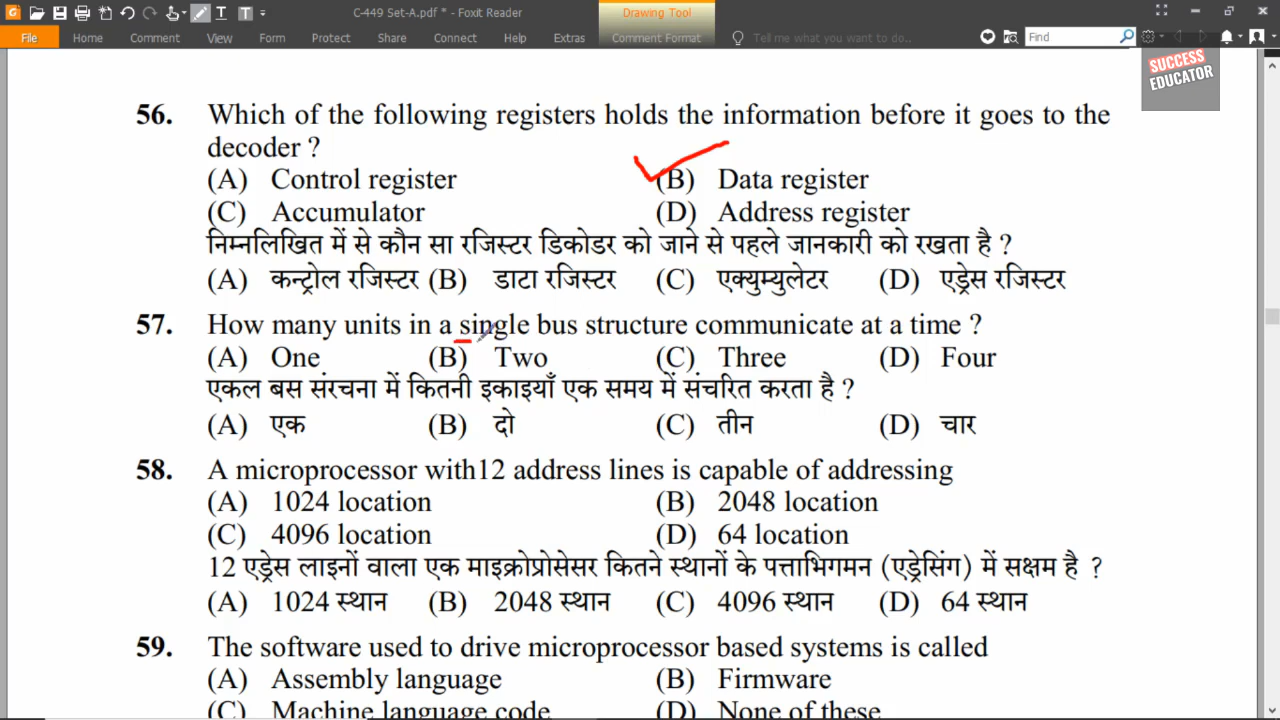 C-449 Set-A.pdf * - Foxit Reader
Drawing Tool
File Home Comment View Form Protect Share Connect Help Extras Comment Format Tell me what you want to do.. Find
SUCCESS
EDUCATOR
56. Which of the following registers holds the information before it goes to the
decoder ?
(A) Control register (B) Data register
(C) Accumulator (D) Address register
निम्नलिखित में से कौन सा रजिस्टर डिकोडर को जाने से पहले जानकारी को रखता है ?
(A) कन्ट्रोल रजिस्टर (B) डाटा रजिस्टर (C) एक्युम्युलेटर (D) एड्रेस रजिस्टर
57. How many units in a single bus structure communicate at a time ?
(A) One (B) Two (C) Three (D) Four
एकल बस संरचना में कितनी इकाइयाँ एक समय में संचरित करता है ?
(A) एक (B) दो (C) तीन (D) चार
58. A microprocessor with12 address lines is capable of addressing
(A) 1024 location (B) 2048 location
(C) 4096 location (D) 64 location
12 एड्रेस लाइनों वाला एक माइक्रोप्रोसेसर कितने स्थानों के पत्ताभिगमन (एड्रेसिंग) में सक्षम है ?
(A) 1024 स्थान (B) 2048 स्थान (C) 4096 स्थान (D) 64 स्थान
59. The software used to drive microprocessor based systems is called
(A) Assembly language (B) Firmware
(C) Machine language code (D) None of these